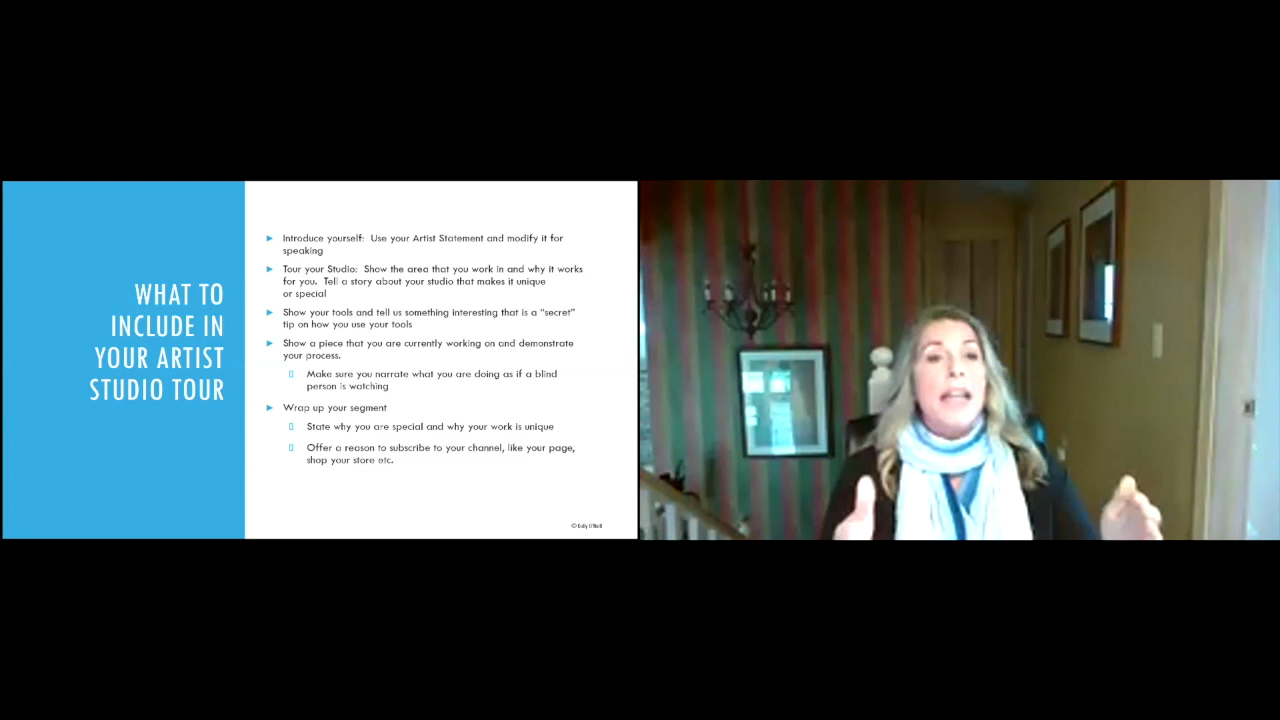 WHAT TO
INCLUDE IN
YOUR ARTIST
STUDIO TOUR
Introduce yourself: Use your Artist Statement and modify it for
speaking
Tour your Studio: Show the area that you work in and why it works
for you. Tell a story about your studio that makes it unique
or special
Show your tools and tell us something interesting that is a “secret”
tip on how you use your tools
Show a piece that you are currently working on and demonstrate
your process.
Make sure you narrate what you are doing as if a blind
person is watching
Wrap up your segment
State why you are special and why your work is unique
Offer a reason to subscribe to your channel, like your page,
shop your store etc.
©